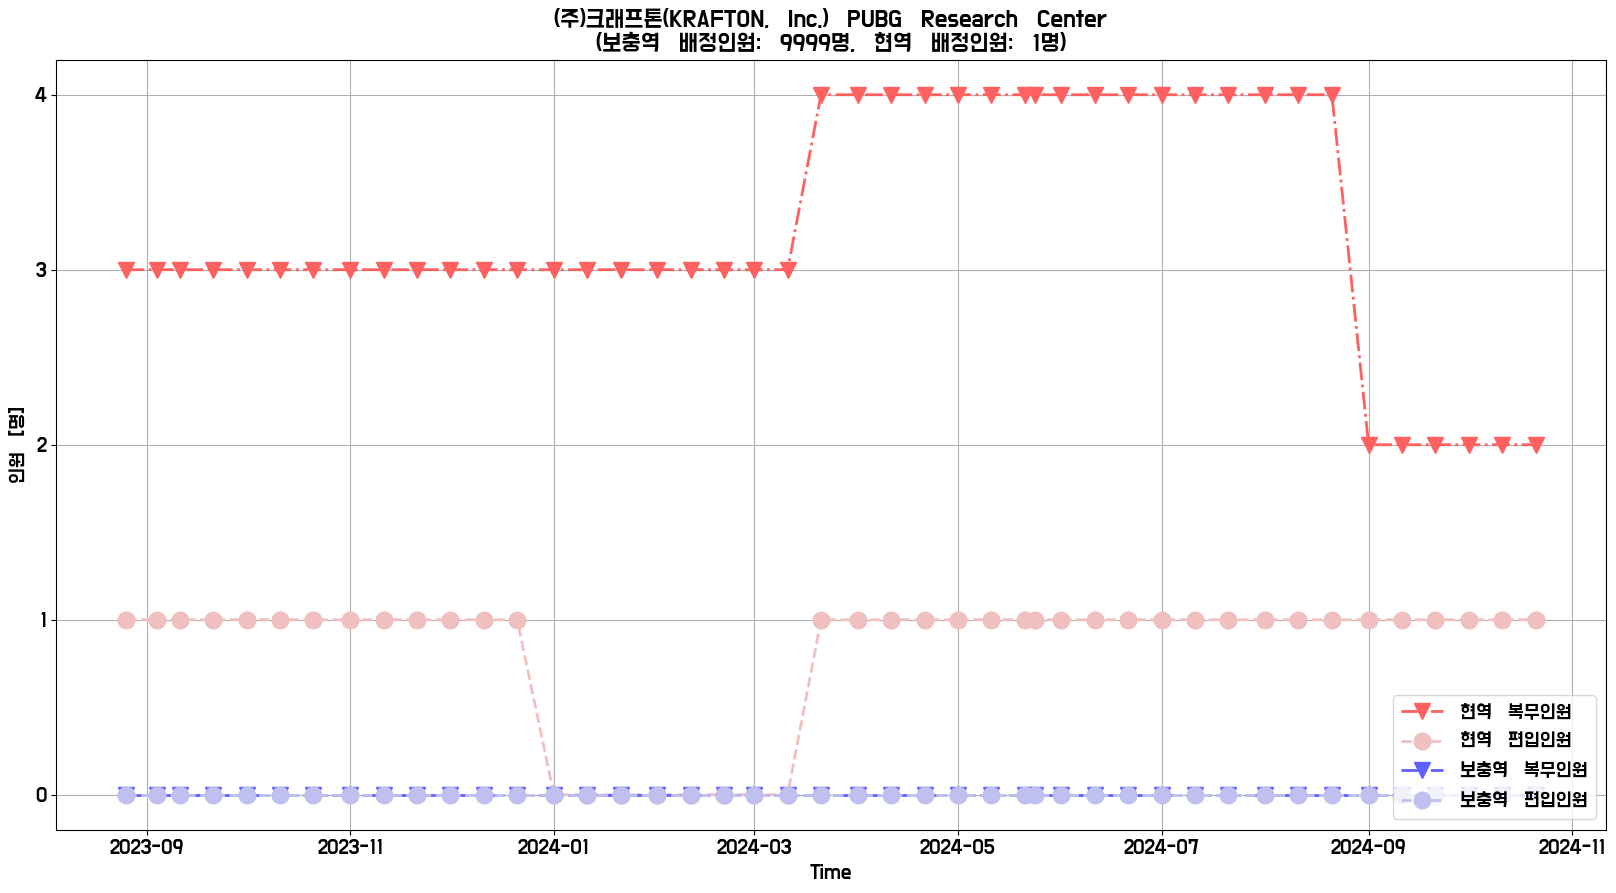 (주)크래프톤(KRAFTON, Inc.) PUBG Research Center
(보충역 배정인원: 9999명, 현역 배정인원: 1명)
4
3
2
1
0
인원 [명]
2023-09
2023-11
2024-01
2024-03
2024-05
2024-07
2024-09
2024-11
Time
현역 복무인원
현역 편입인원
보충역 복무인원
보충역 편입인원